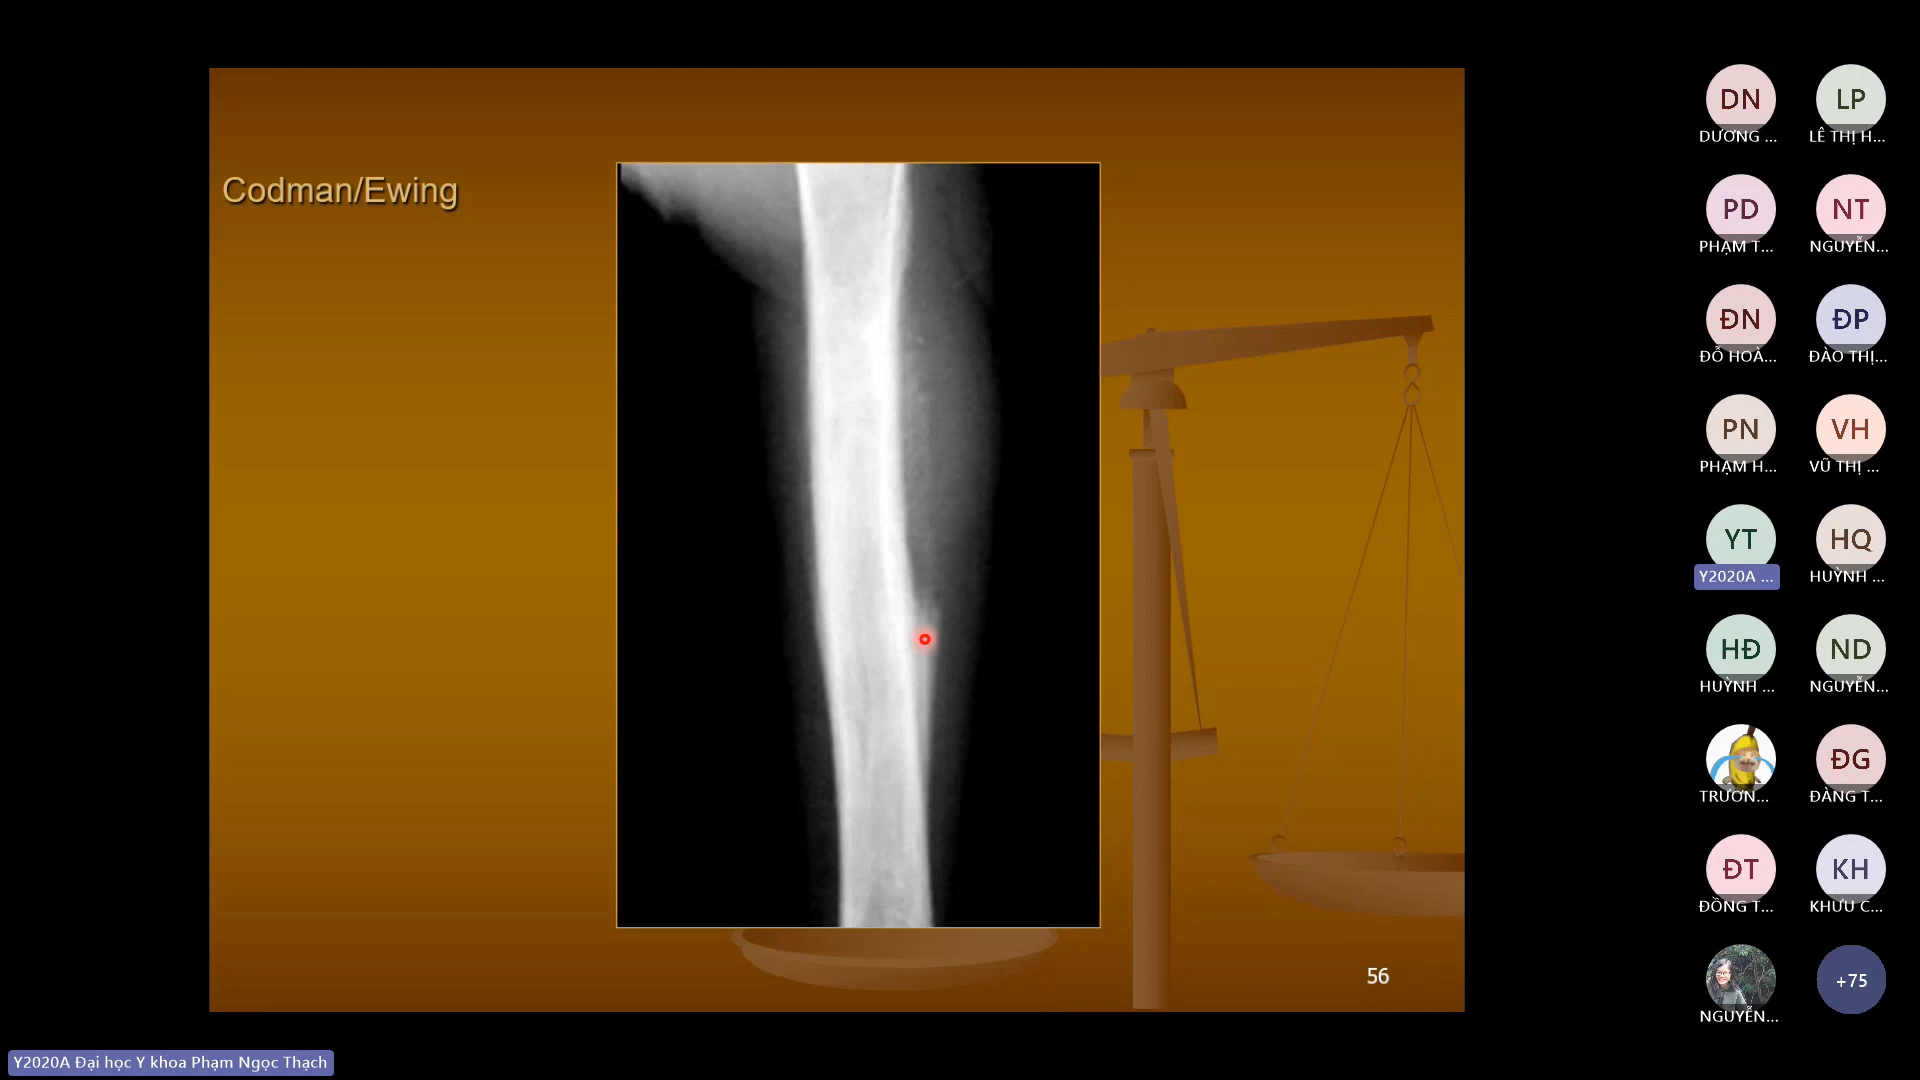 Codman/Ewing
56
DN
DƯƠNG ...
LP
LÊ THỊ H...
PD
PHẠM T...
NT
NGUYỄN...
ĐN
ĐỖ HOÀ...
ĐP
ĐÀO THỊ...
PN
PHẠM H...
VH
VŨ THỊ ...
YT
Y2020A ...
HQ
HUỲNH ...
HĐ
HUỲNH ...
ND
NGUYỄN...
TRƯƠN...
ĐG
ĐÀNG T...
ĐT
ĐỒNG T...
KH
KHƯU C...
NGUYỄN...
+75
Y2020A Đại học Y khoa Phạm Ngọc Thạch